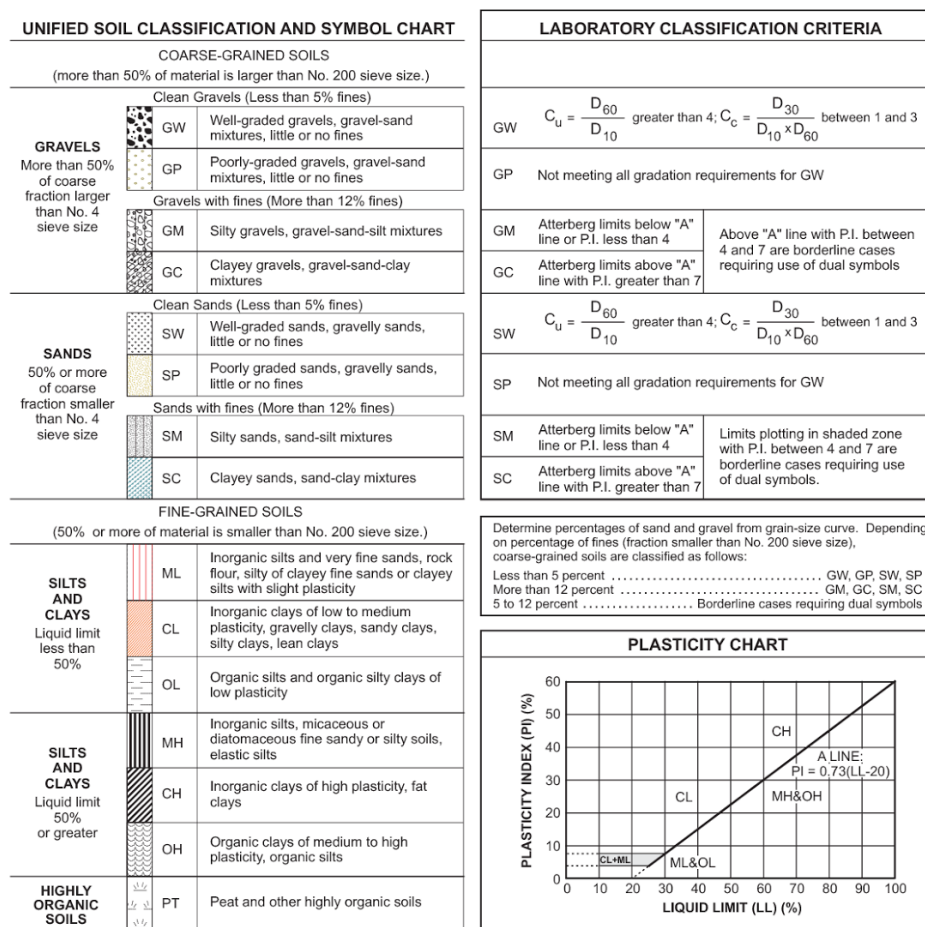 UNIFIED SOIL CLASSIFICATION AND SYMBOL CHART
COARSE-GRAINED SOILS
(more than 50% of material is larger than No. 200 sieve size.)
GRAVELS
More than 50%
of coarse
fraction larger
than No. 4
sieve size
Clean Gravels (Less than 5% fines)
GW
Well-graded gravels, gravel-sand
mixtures, little or no fines
GP
Poorly-graded gravels, gravel-sand
mixtures, little or no fines
Gravels with fines (More than 12% fines)
GM
Silty gravels, gravel-sand-silt mixtures
GC
Clayey gravels, gravel-sand-clay
mixtures
SANDS
50% or more
of coarse
fraction smaller
than No. 4
sieve size
Clean Sands (Less than 5% fines)
SW
Well-graded sands, gravelly sands,
little or no fines
SP
Poorly graded sands, gravelly sands,
little or no fines
Sands with fines (More than 12% fines)
SM
Silty sands, sand-silt mixtures
SC
Clayey sands, sand-clay mixtures
FINE-GRAINED SOILS
(50% or more of material is smaller than No. 200 sieve size.)
SILTS
AND
CLAYS
Liquid limit
less than
50%
ML
Inorganic silts and very fine sands, rock
flour, silty of clayey fine sands or clayey
silts with slight plasticity
CL
Inorganic clays of low to medium
plasticity, gravelly clays, sandy clays,
silty clays, lean clays
OL
Organic silts and organic silty clays of
low plasticity
SILTS
AND
CLAYS
Liquid limit
50%
or greater
MH
Inorganic silts, micaceous or
diatomaceous fine sandy or silty soils,
elastic silts
CH
Inorganic clays of high plasticity, fat
clays
OH
Organic clays of medium to high
plasticity, organic silts
HIGHLY
ORGANIC
SOILS
PT
Peat and other highly organic soils
LABORATORY CLASSIFICATION CRITERIA
GW
Cu = D60 / D10 greater than 4; Cc = D30 / D10 x D60 between 1 and 3
GP
Not meeting all gradation requirements for GW
GM
Atterberg limits below "A"
line or P.I. less than 4
GC
Atterberg limits above "A"
line with P.I. greater than 7
Above "A" line with P.I. between
4 and 7 are borderline cases
requiring use of dual symbols
SW
Cu = D60 / D10 greater than 4; Cc = D30 / D10 x D60 between 1 and 3
SP
Not meeting all gradation requirements for GW
SM
Atterberg limits below "A"
line or P.I. less than 4
SC
Atterberg limits above "A"
line with P.I. greater than 7
Limits plotting in shaded zone
with P.I. between 4 and 7 are
borderline cases requiring use
of dual symbols.
Determine percentages of sand and gravel from grain-size curve. Depending
on percentage of fines (fraction smaller than No. 200 sieve size),
coarse-grained soils are classified as follows:
Less than 5 percent ................................ GW, GP, SW, SP
More than 12 percent ............................. GM, GC, SM, SC
5 to 12 percent ................... Borderline cases requiring dual symbols
PLASTICITY CHART
PLASTICITY INDEX (PI) (%)
60
50
40
30
20
10
0
CH
A LINE:
PI = 0.73(LL-20)
CL
MH&OH
CL+ML
ML&OL
0 10 20 30 40 50 60 70 80 90 100
LIQUID LIMIT (LL) (%)